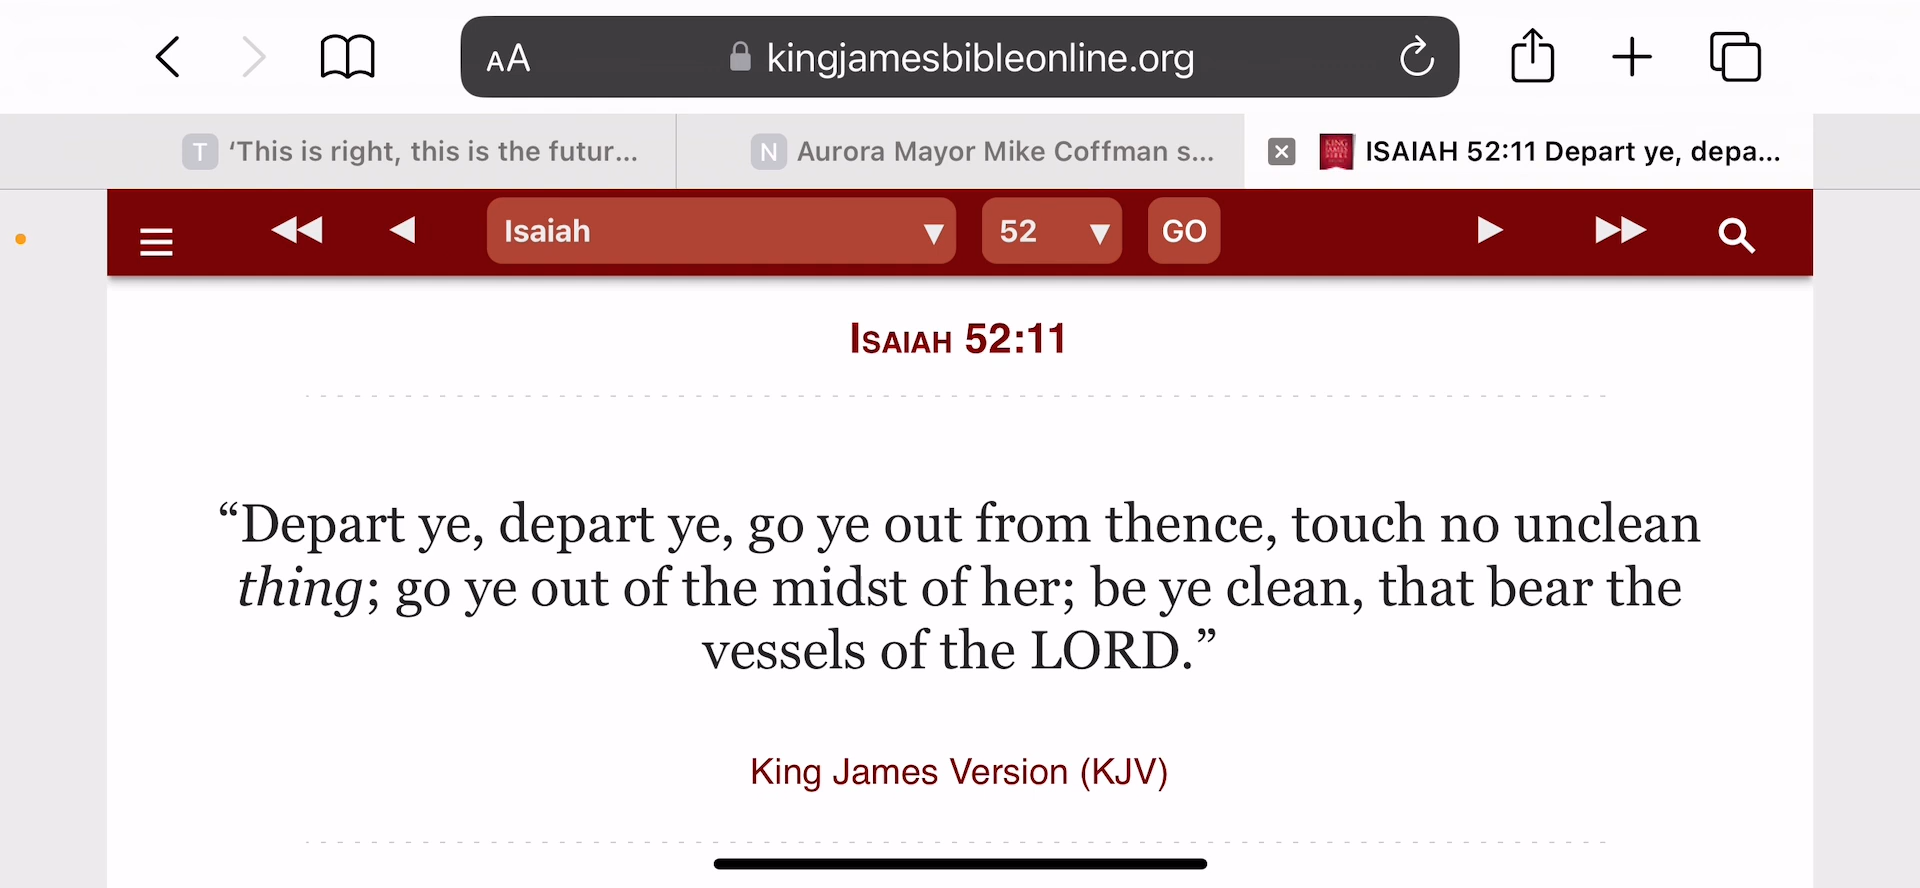 AA kingjamesbibleonline.org
T 'This is right, this is the futur...
N Aurora Mayor Mike Coffman s...
KING JAMES BIBLE ISAIAH 52:11 Depart ye, depa...
Isaiah 52 GO
ISAIAH 52:11
“Depart ye, depart ye, go ye out from thence, touch no unclean
thing; go ye out of the midst of her; be ye clean, that bear the
vessels of the LORD.”
King James Version (KJV)